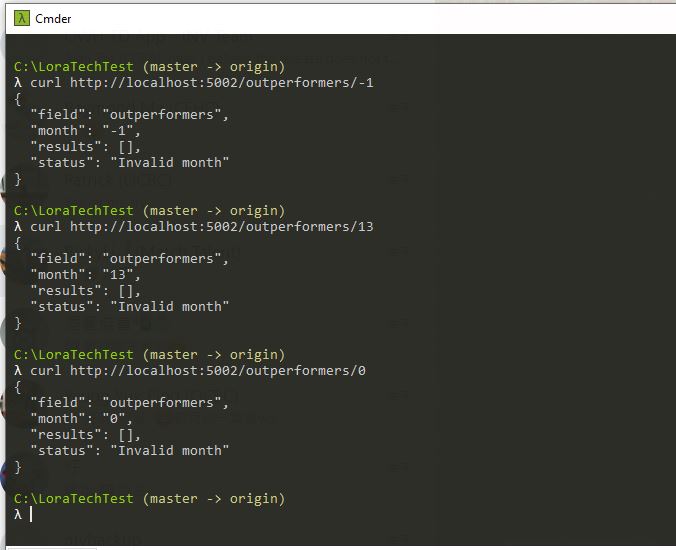 Cmder
C:\LoraTechTest (master -> origin)
λ curl http://localhost:5002/outperformers/-1
{
  "field": "outperformers",
  "month": "-1",
  "results": [],
  "status": "Invalid month"
}
C:\LoraTechTest (master -> origin)
λ curl http://localhost:5002/outperformers/13
{
  "field": "outperformers",
  "month": "13",
  "results": [],
  "status": "Invalid month"
}
C:\LoraTechTest (master -> origin)
λ curl http://localhost:5002/outperformers/0
{
  "field": "outperformers",
  "month": "0",
  "results": [],
  "status": "Invalid month"
}
C:\LoraTechTest (master -> origin)
λ